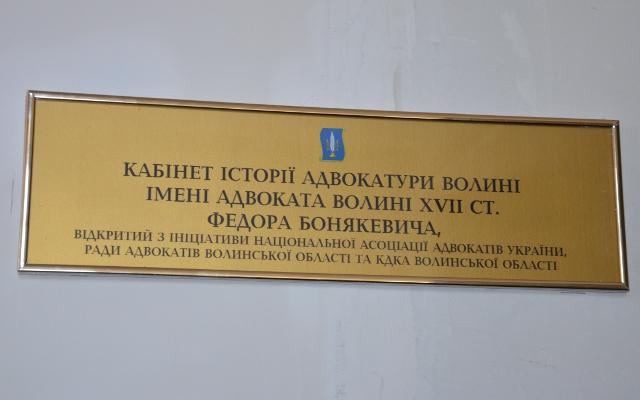 КАБІНЕТ ІСТОРІЇ АДВОКАТУРИ ВОЛИНІ
ІМЕНІ АДВОКАТА ВОЛИНІ XVII СТ.
ФЕДОРА БОНЯКЕВИЧА,
ВІДКРИТИЙ З ІНІЦІАТИВИ НАЦІОНАЛЬНОЇ АСОЦІАЦІЇ АДВОКАТІВ УКРАЇНИ,
РАДИ АДВОКАТІВ ВОЛИНСЬКОЇ ОБЛАСТІ ТА КДКА ВОЛИНСЬКОЇ ОБЛАСТІ